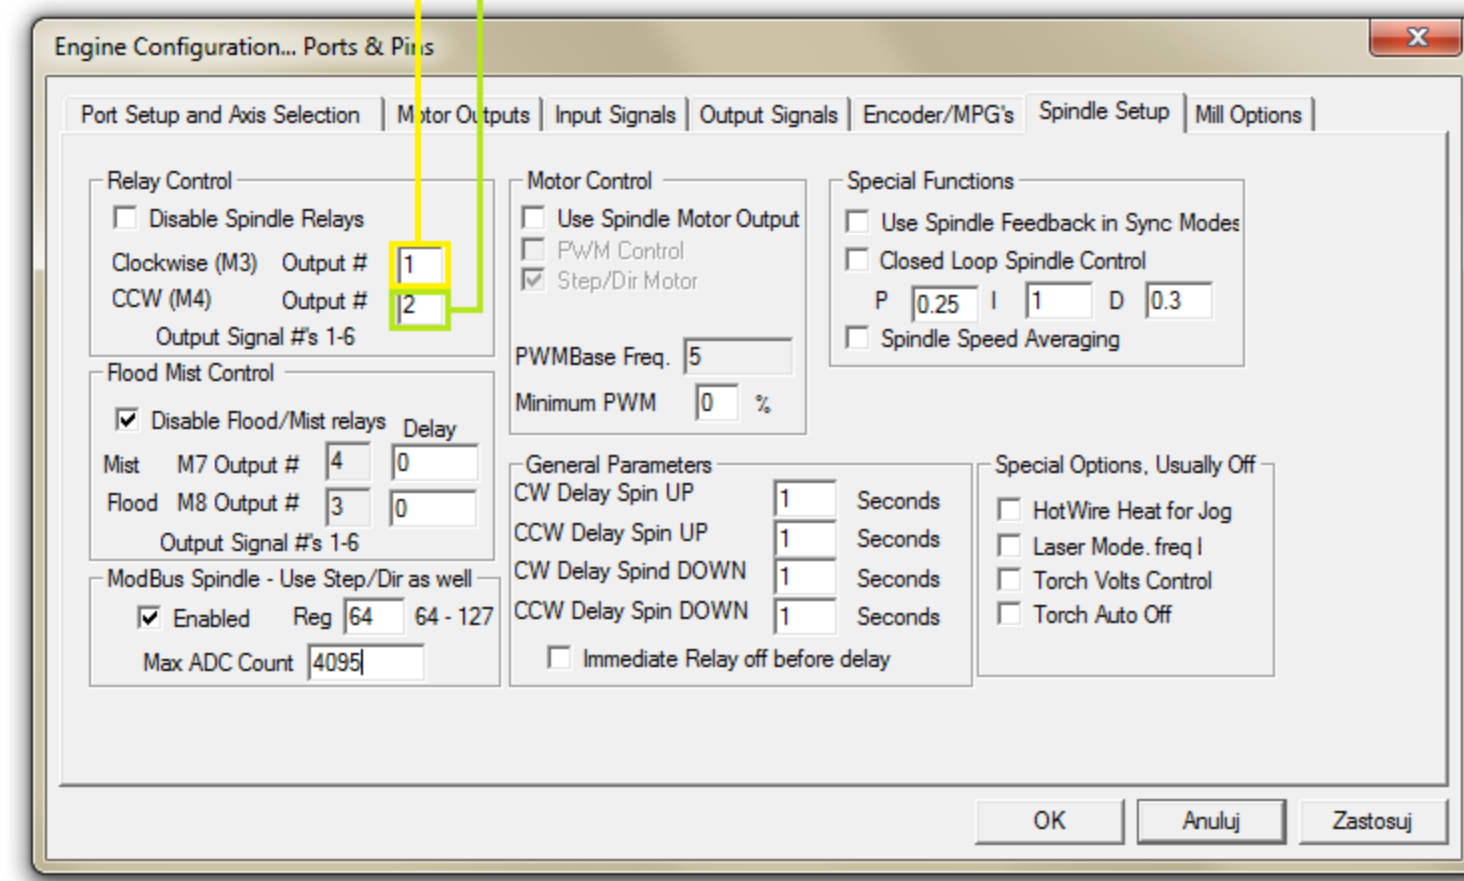 Engine Configuration... Ports & Pins
Port Setup and Axis Selection
Motor Outputs
Input Signals
Output Signals
Encoder/MPG's
Spindle Setup
Mill Options
Relay Control
Disable Spindle Relays
Clockwise (M3) Output # 1
CCW (M4) Output # 2
Output Signal #'s 1-6
Flood Mist Control
Disable Flood/Mist relays Delay
Mist M7 Output # 4 0
Flood M8 Output # 3 0
Output Signal #'s 1-6
ModBus Spindle - Use Step/Dir as well
Enabled Reg 64 64 - 127
Max ADC Count 4095
Motor Control
Use Spindle Motor Output
PWM Control
Step/Dir Motor
PWMBase Freq. 5
Minimum PWM 0 %
General Parameters
CW Delay Spin UP 1 Seconds
CCW Delay Spin UP 1 Seconds
CW Delay Spind DOWN 1 Seconds
CCW Delay Spin DOWN 1 Seconds
Immediate Relay off before delay
Special Functions
Use Spindle Feedback in Sync Modes
Closed Loop Spindle Control
P 0.25 I 1 D 0.3
Spindle Speed Averaging
Special Options, Usually Off
HotWire Heat for Jog
Laser Mode. freq l
Torch Volts Control
Torch Auto Off
OK
Anuluj
Zastosuj